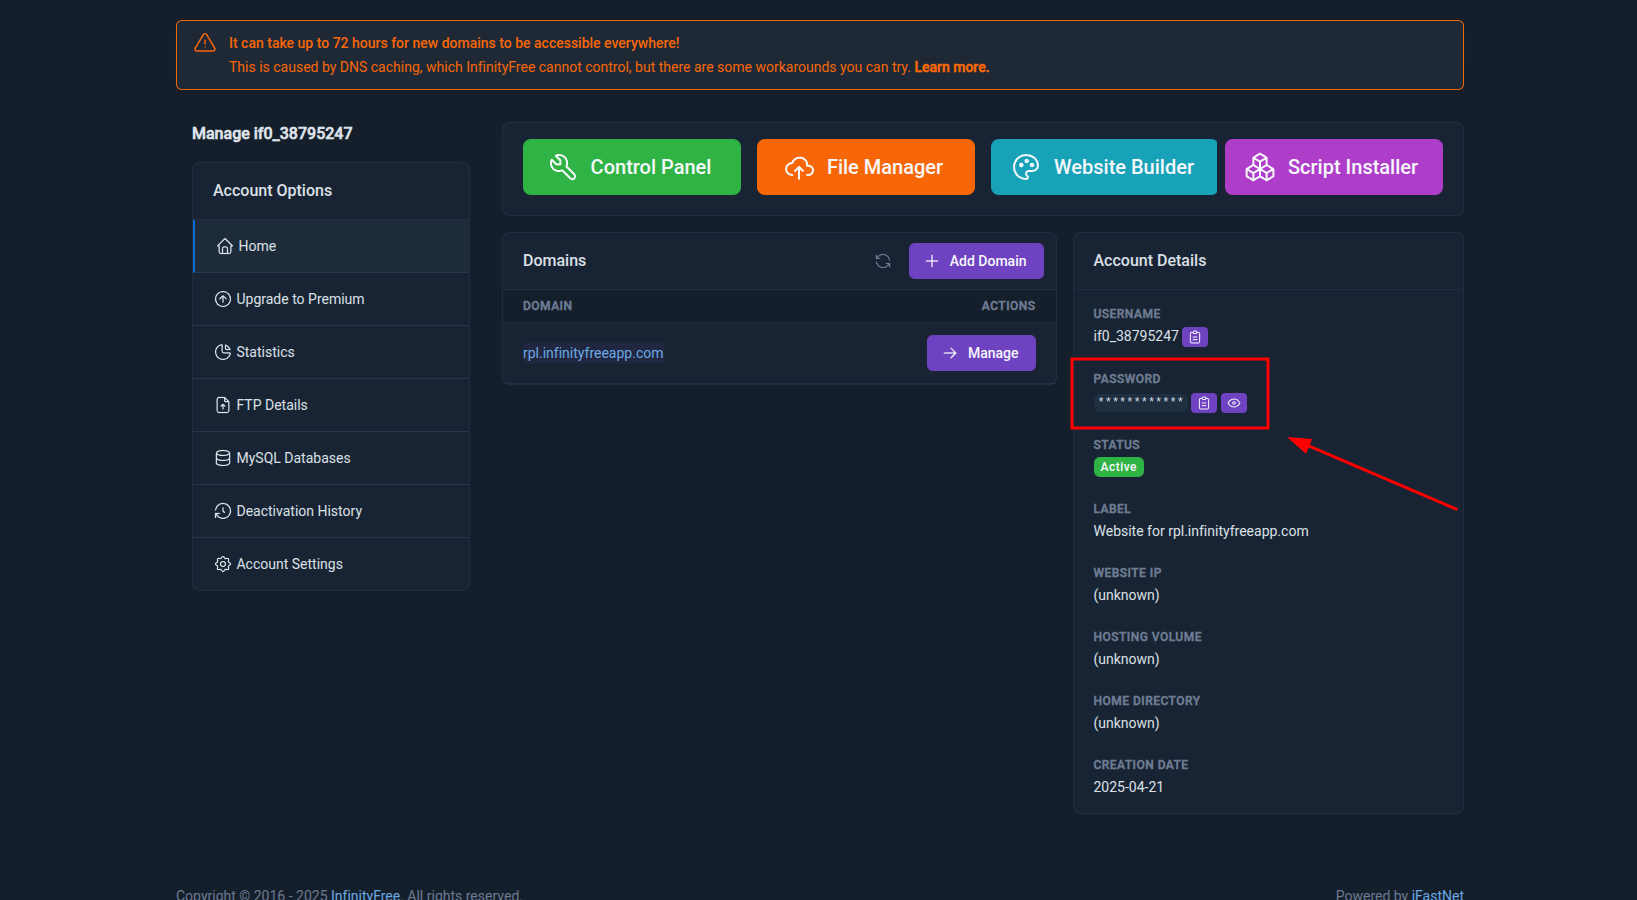 It can take up to 72 hours for new domains to be accessible everywhere!
This is caused by DNS caching, which InfinityFree cannot control, but there are some workarounds you can try. Learn more.
Manage if0_38795247
Account Options
Home
Upgrade to Premium
Statistics
FTP Details
MySQL Databases
Deactivation History
Account Settings
Control Panel
File Manager
Website Builder
Script Installer
Domains
Add Domain
DOMAIN
ACTIONS
rpl.infinityfreeapp.com
Manage
Account Details
USERNAME
if0_38795247
PASSWORD
************
STATUS
Active
LABEL
Website for rpl.infinityfreeapp.com
WEBSITE IP
(unknown)
HOSTING VOLUME
(unknown)
HOME DIRECTORY
(unknown)
CREATION DATE
2025-04-21
Copyright © 2016 - 2025 InfinityFree. All rights reserved.
Powered by iFastNet